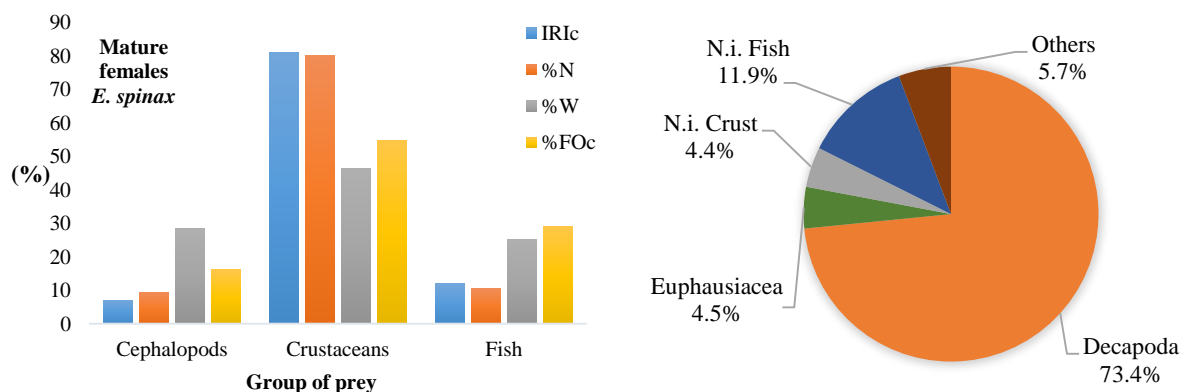 90
80
70
60
50
40
30
20
10
0
(%)
Mature
females
E. spinax
IRIc
%N
%W
%FOc
Cephalopods
Crustaceans
Fish
Group of prey
N.i. Fish
11.9%
Others
5.7%
N.i. Crust
4.4%
Euphausiacea
4.5%
Decapoda
73.4%